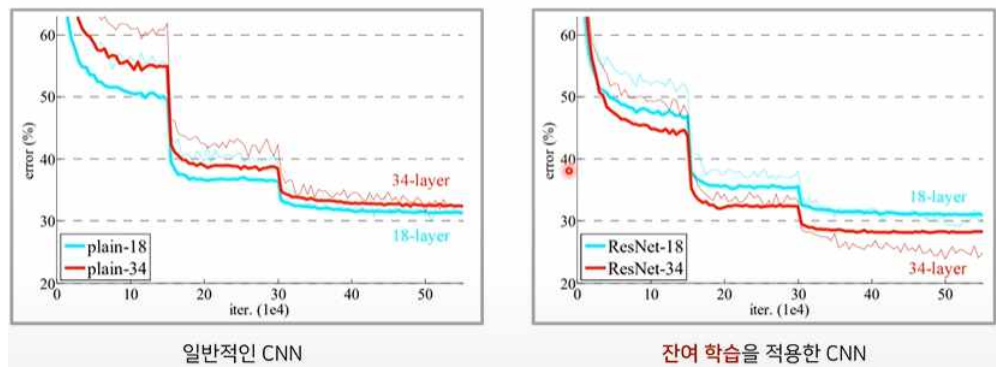 60
50
40
30
20
error (%)
34-layer
18-layer
plain-18
plain-34
0 10 20 30 40 50
iter. (1e4)
일반적인 CNN
60
50
40
30
20
error (%)
18-layer
34-layer
ResNet-18
ResNet-34
0 10 20 30 40 50
iter. (1e4)
잔여 학습을 적용한 CNN